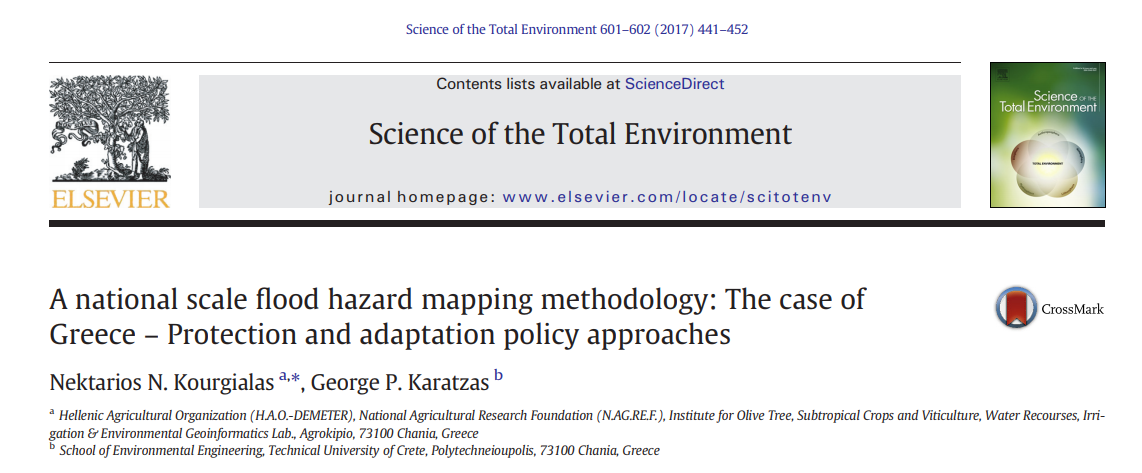 Science of the Total Environment 601–602 (2017) 441–452
ELSEVIER
Contents lists available at ScienceDirect
Science of the Total Environment
journal homepage: www.elsevier.com/locate/scitotenv
Science OF THE
Total Environment
TOTAL ENVIRONMENT
A national scale flood hazard mapping methodology: The case of
Greece – Protection and adaptation policy approaches
CrossMark
Nektarios N. Kourgialas a,*, George P. Karatzas b
a Hellenic Agricultural Organization (H.A.O.-DEMETER), National Agricultural Research Foundation (N.AG.RE.F.), Institute for Olive Tree, Subtropical Crops and Viticulture, Water Recourses, Irri-
gation & Environmental Geoinformatics Lab., Agrokipio, 73100 Chania, Greece
b School of Environmental Engineering, Technical University of Crete, Polytechneioupolis, 73100 Chania, Greece